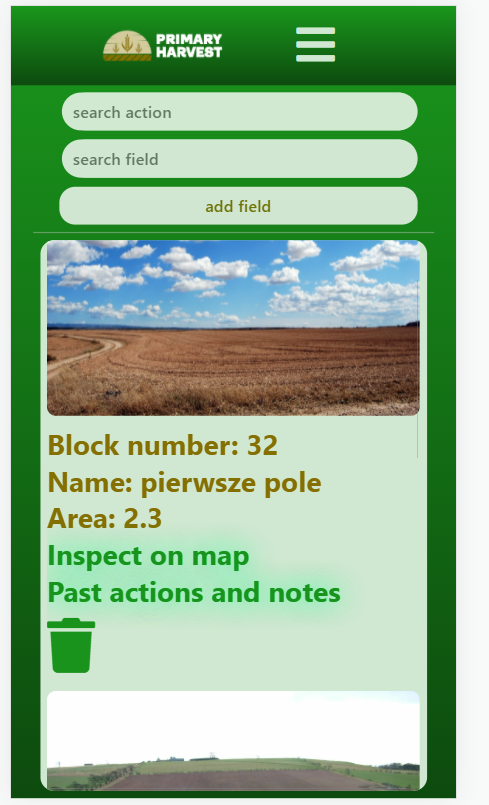 PRIMARY
HARVEST
search action
search field
add field
Block number: 32
Name: pierwsze pole
Area: 2.3
Inspect on map
Past actions and notes